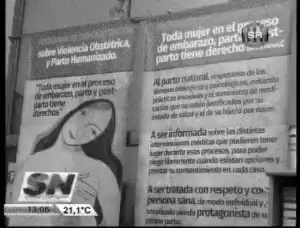 sobre Violencia Obstétrica,
y Parto Humanizado.
"Toda mujer en el proceso
de embarazo, parto y post-
parto tiene
derechos"
Toda mujer en el proceso
de embarazo, parto
parto tiene derecho
Al parto natural, respetuoso de los
tiempos biológico y psicológico, evitando
prácticas invasivas y el suministro de medi-
cación que no estén justificados por su
estado de salud y el de su hijo por nacer.
A ser informada sobre las distintas
intervenciones médicas que pudieren tener
lugar durante esos procesos, para poder
elegir libremente cuando existan opciones y
prestar su consentimiento en cada caso.
A ser tratada con respeto y co
persona sana, de modo individual y
siendo protagonista de su
SN
SN
13:05 21,1°C